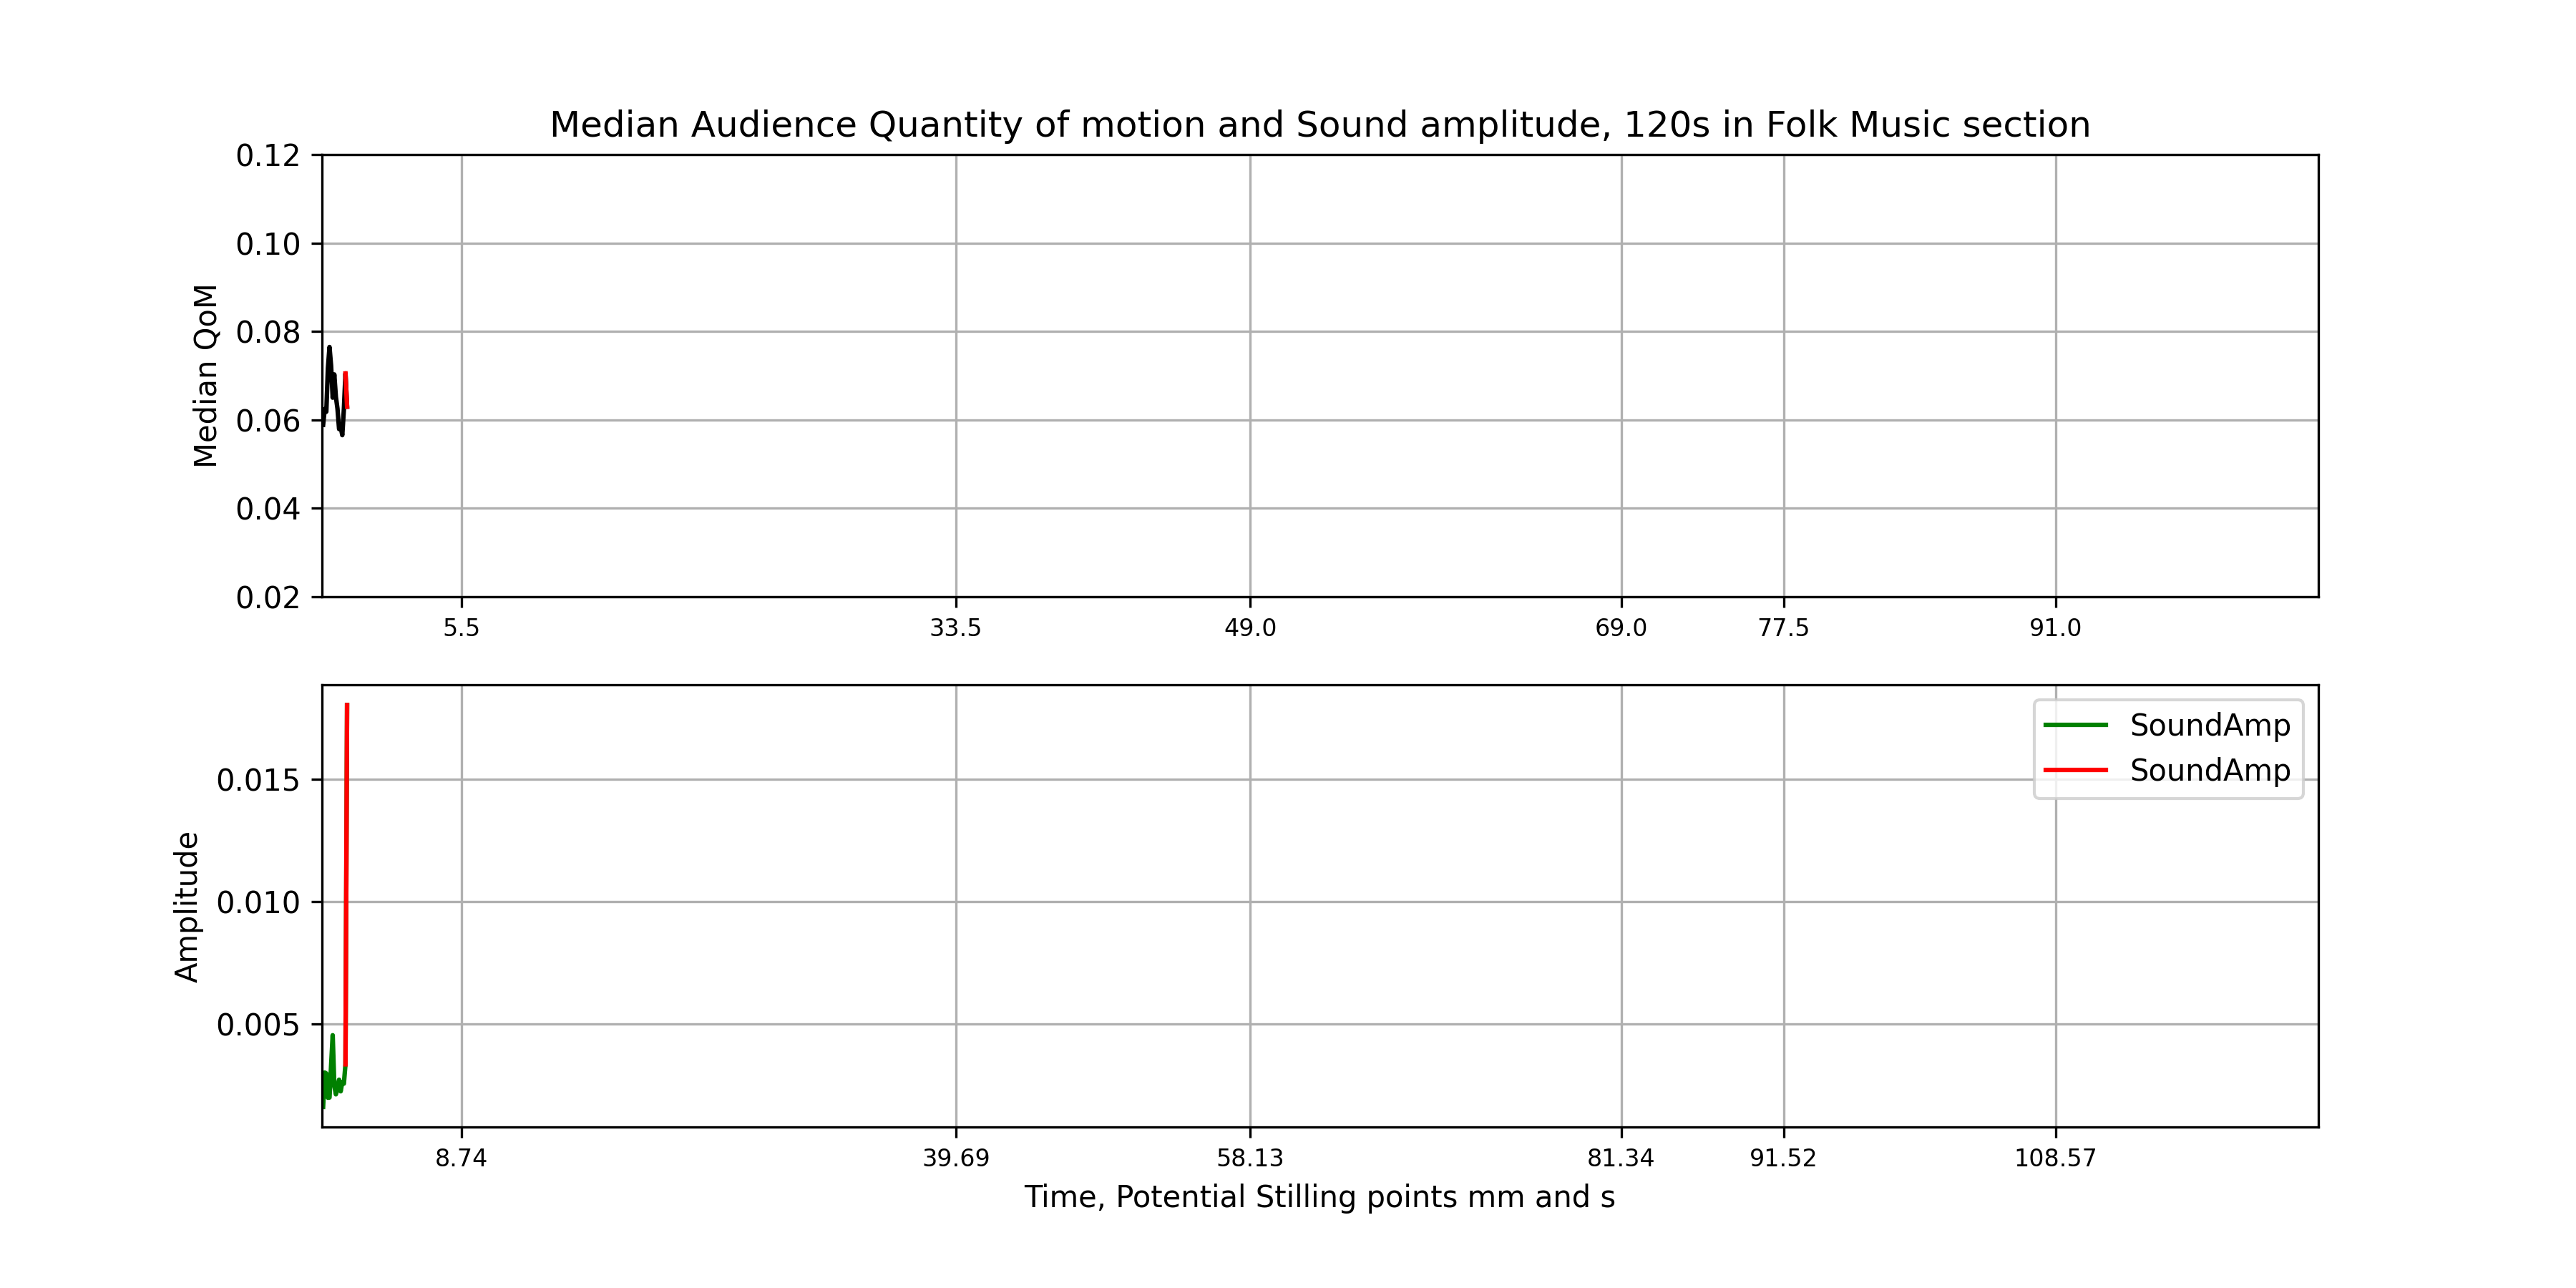 Median Audience Quantity of motion and Sound amplitude, 120s in Folk Music section
0.12
0.10
0.08
0.06
0.04
0.02
Median QoM
5.5 33.5 49.0 69.0 77.5 91.0
SoundAmp
SoundAmp
0.015
0.010
0.005
Amplitude
8.74 39.69 58.13 81.34 91.52 108.57
Time, Potential Stilling points mm and s